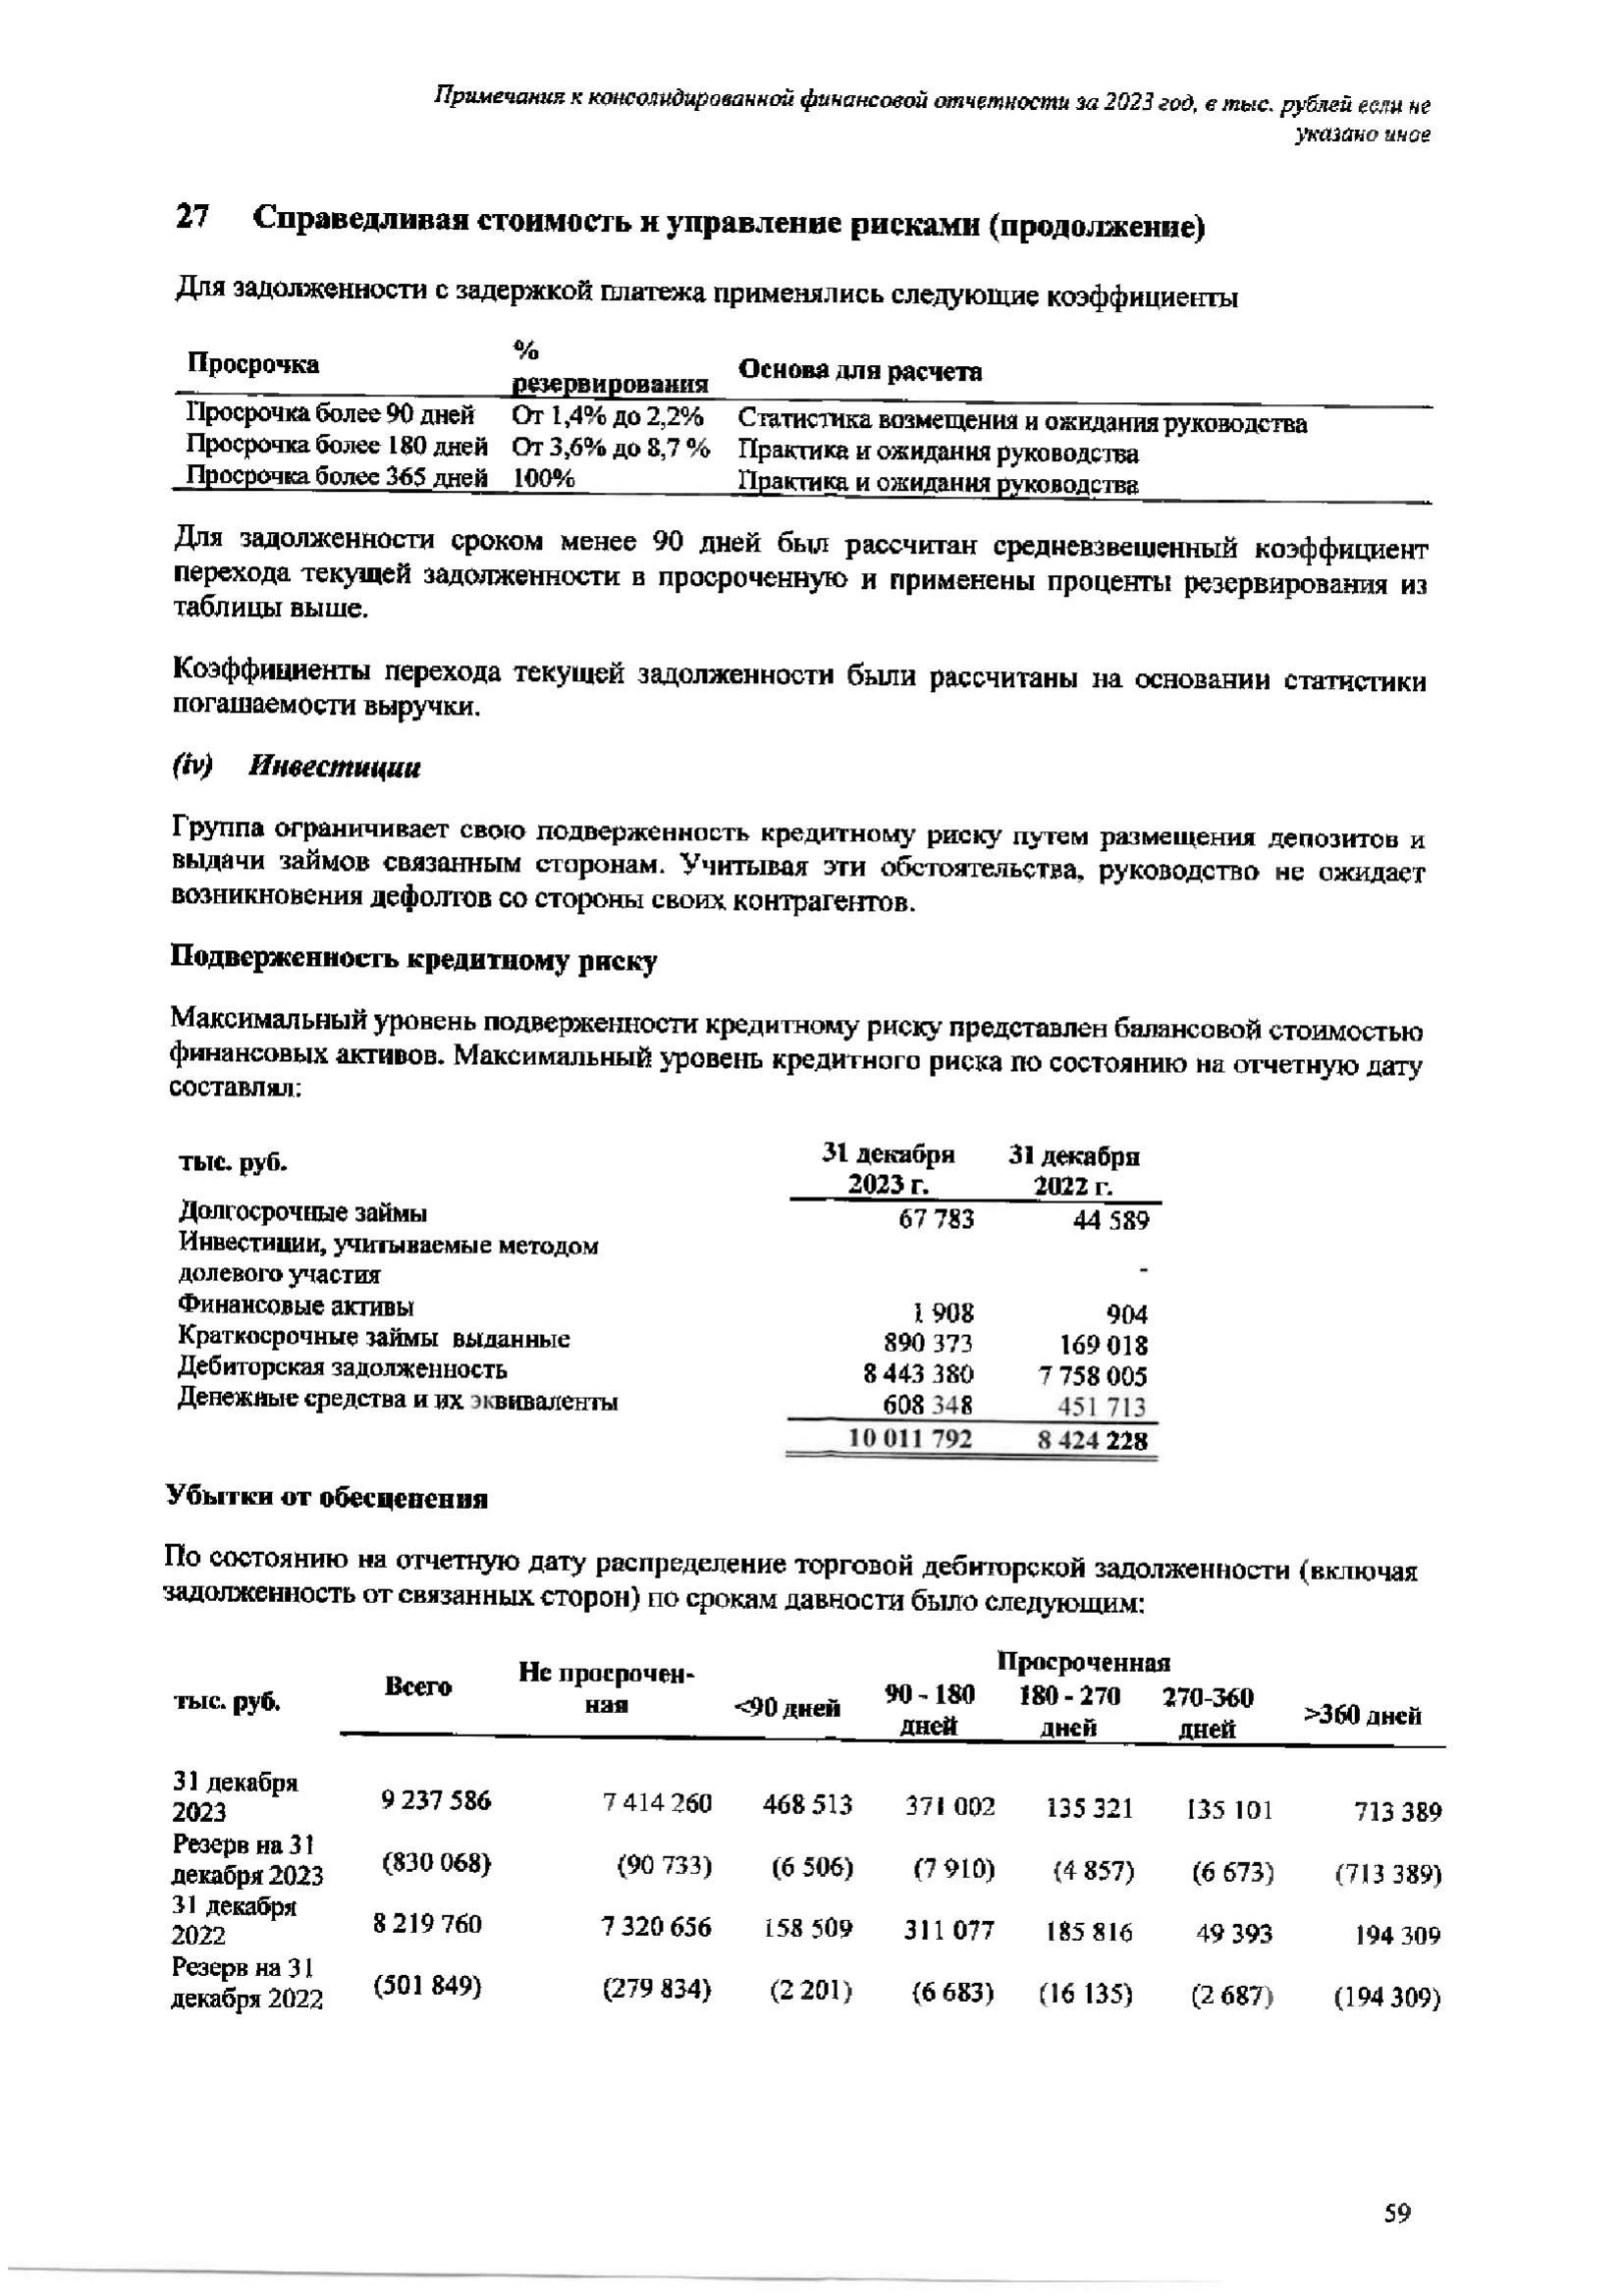 Примечания к консолидированной финансовой отчетности за 2023 год, в тыс. рублей если не
указано иное
27 Справедливая стоимость и управление рисками (продолжение)
Для задолженности с задержкой платежа применялись следующие коэффициенты
Просрочка % резервирования Основа для расчета
Просрочка более 90 дней От 1,4% до 2,2% Статистика возмещения и ожидания руководства
Просрочка более 180 дней От 3,6% до 8,7 % Практика и ожидания руководства
Просрочка более 365 дней 100% Практика и ожидания руководства
Для задолженности сроком менее 90 дней был рассчитан средневзвешенный коэффициент
перехода текущей задолженности в просроченную и применены проценты резервирования из
таблицы выше.
Коэффициенты перехода текущей задолженности были рассчитаны на основании статистики
погашаемости выручки.
(iv) Инвестиции
Группа ограничивает свою подверженность кредитному риску путем размещения депозитов и
выдачи займов связанным сторонам. Учитывая эти обстоятельства, руководство не ожидает
возникновения дефолтов со стороны своих контрагентов.
Подверженность кредитному риску
Максимальный уровень подверженности кредитному риску представлен балансовой стоимостью
финансовых активов. Максимальный уровень кредитного риска по состоянию на отчетную дату
составлял:
тыс. руб. 31 декабря 2023 г. 31 декабря 2022 г.
Долгосрочные займы 67 783 44 589
Инвестиции, учитываемые методом
долевого участия -
Финансовые активы 1 908 904
Краткосрочные займы выданные 890 373 169 018
Дебиторская задолженность 8 443 380 7 758 005
Денежные средства и их эквиваленты 608 348 451 713
10 011 792 8 424 228
Убытки от обесценения
По состоянию на отчетную дату распределение торговой дебиторской задолженности (включая
задолженность от связанных сторон) по срокам давности было следующим:
Просроченная
тыс. руб. Всего Не просрочен-ная <90 дней 90 - 180 дней 180 - 270 дней 270-360 дней >360 дней
31 декабря 2023 9 237 586 7 414 260 468 513 371 002 135 321 135 101 713 389
Резерв на 31 декабря 2023 (830 068) (90 733) (6 506) (7 910) (4 857) (6 673) (713 389)
31 декабря 2022 8 219 760 7 320 656 158 509 311 077 185 816 49 393 194 309
Резерв на 31 декабря 2022 (501 849) (279 834) (2 201) (6 683) (16 135) (2 687) (194 309)
59